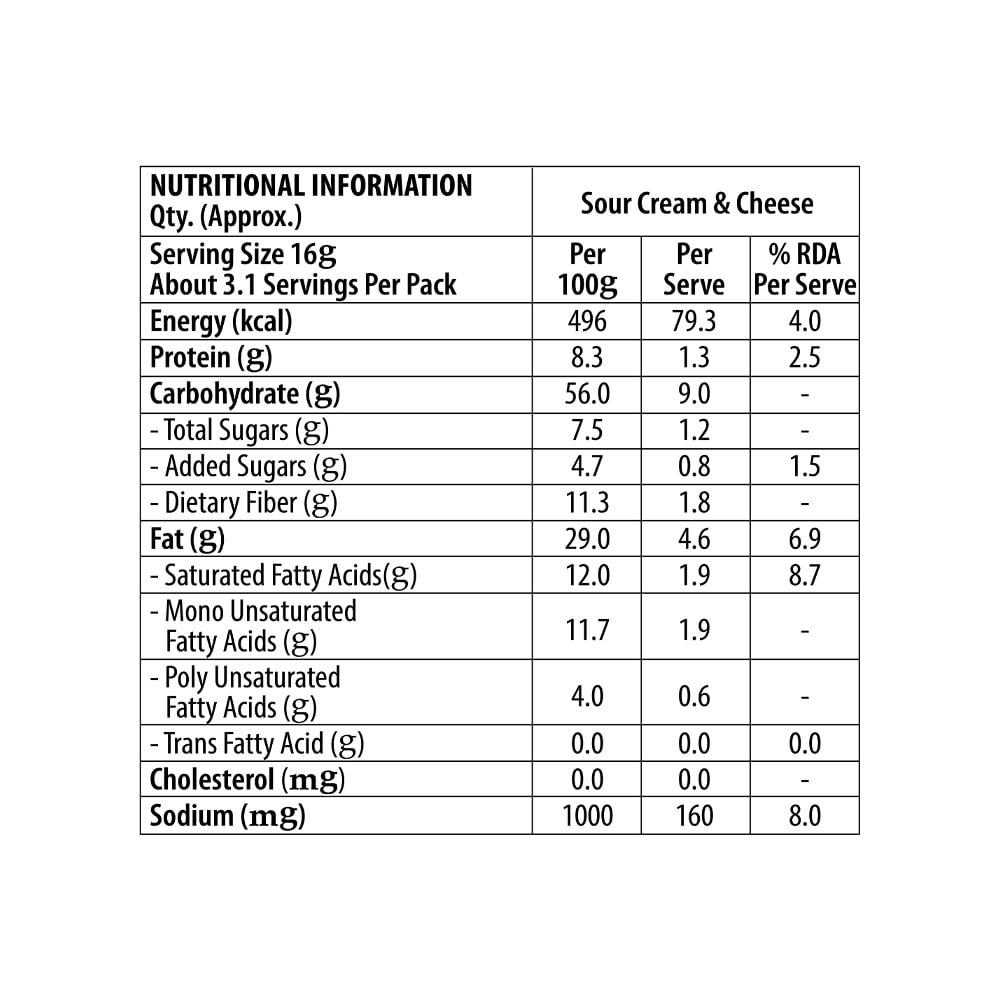 NUTRITIONAL INFORMATION
Qty. (Approx.)
Sour Cream & Cheese
Serving Size 16g
About 3.1 Servings Per Pack
Per 100g
Per Serve
% RDA Per Serve
Energy (kcal) 496 79.3 4.0
Protein (g) 8.3 1.3 2.5
Carbohydrate (g) 56.0 9.0 -
- Total Sugars (g) 7.5 1.2 -
- Added Sugars (g) 4.7 0.8 1.5
- Dietary Fiber (g) 11.3 1.8 -
Fat (g) 29.0 4.6 6.9
- Saturated Fatty Acids(g) 12.0 1.9 8.7
- Mono Unsaturated
Fatty Acids (g) 11.7 1.9 -
- Poly Unsaturated
Fatty Acids (g) 4.0 0.6 -
- Trans Fatty Acid (g) 0.0 0.0 0.0
Cholesterol (mg) 0.0 0.0 -
Sodium (mg) 1000 160 8.0